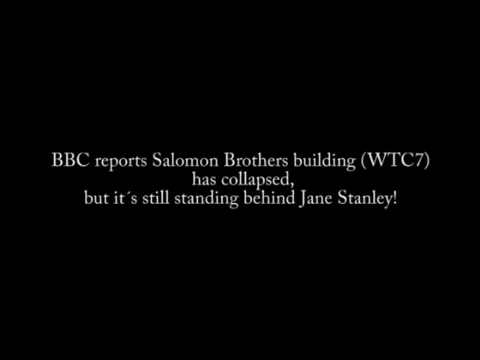 BBC reports Salomon Brothers building (WTC7)
has collapsed,
but it´s still standing behind Jane Stanley!